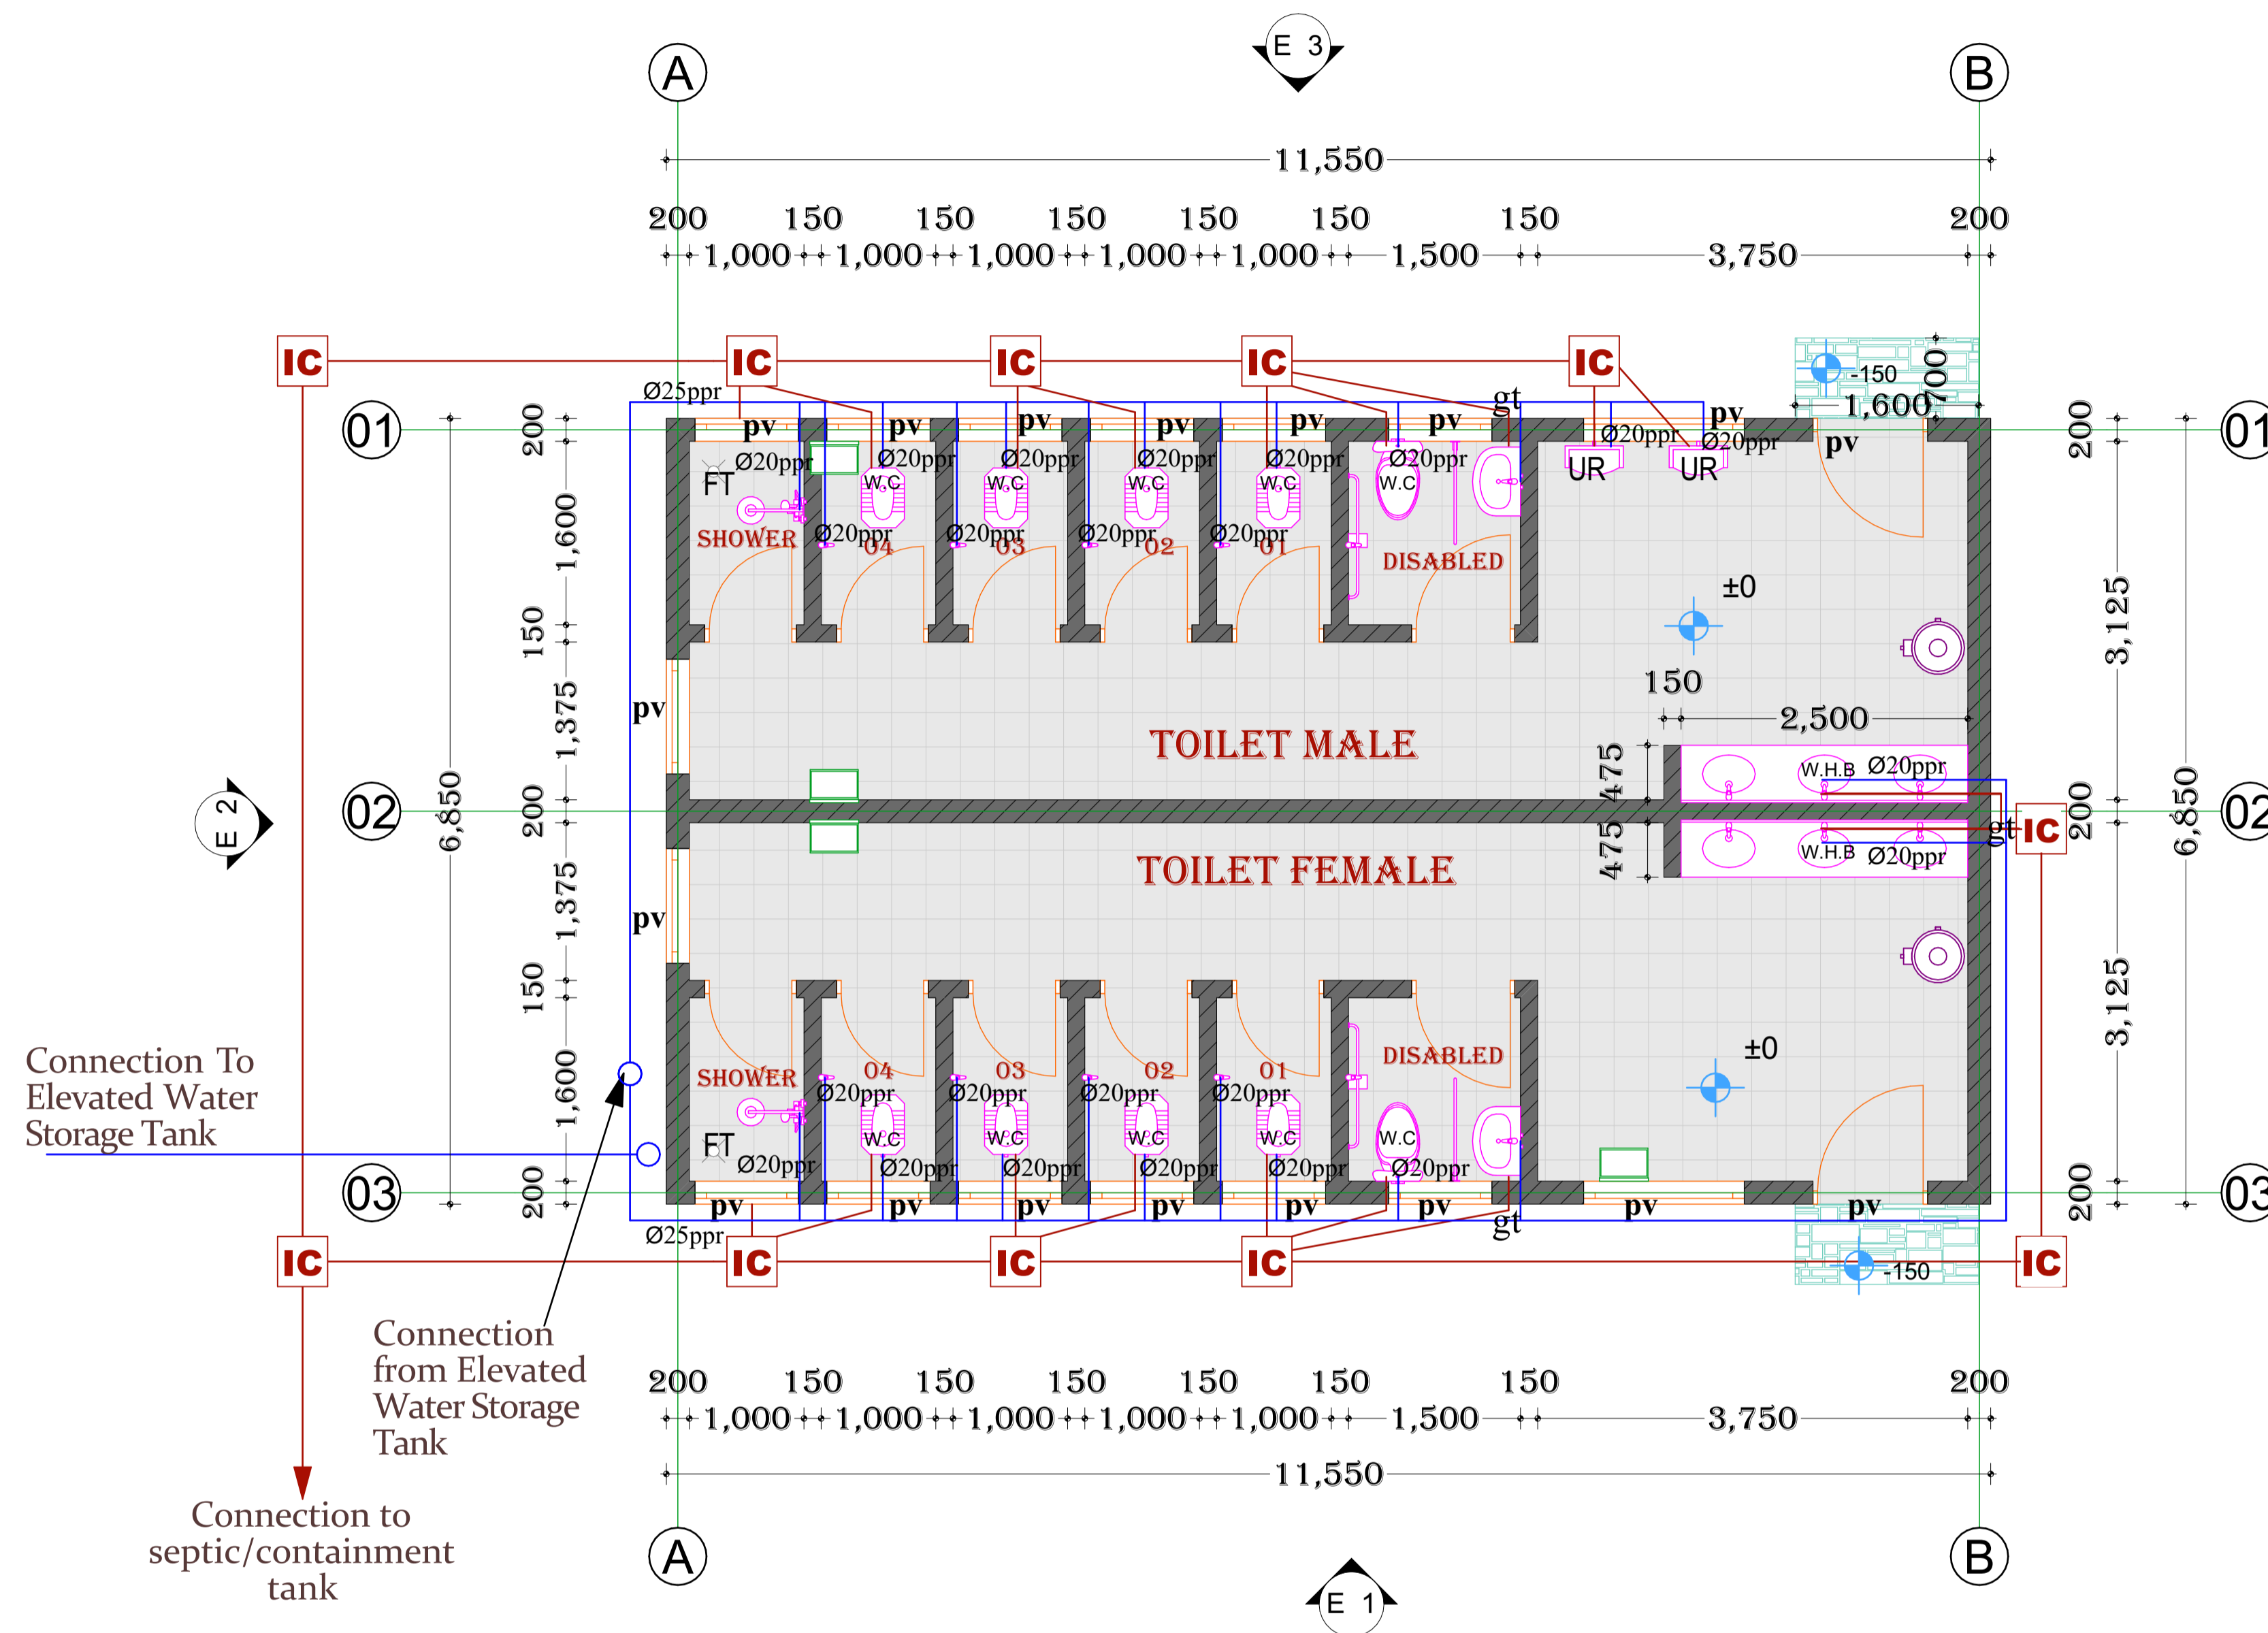 E 3
A B
11,550
200 150 150 150 150 150 150 200
1,000 1,000 1,000 1,000 1,000 1,500 3,750
IC IC IC IC IC
-150
700
1,600
Ø25ppr
gt
01 200 pv pv pv pv pv pv pv pv 200 01
Ø20ppr Ø20ppr
Ø20ppr Ø20ppr Ø20ppr Ø20ppr Ø20ppr Ø20ppr
FT W.C W.C W.C W.C W.C UR UR
1,600
SHOWER Ø20ppr Ø20ppr Ø20ppr Ø20ppr
04 03 02 01 DISABLED
±0
150
3,125
150
2,500
1,375
pv
TOILET MALE
475
W.H.B Ø20ppr
6,850
02 200 200 02
6,850
gt IC
475
W.H.B Ø20ppr
TOILET FEMALE
1,375
pv
150
3,125
±0
Connection To
Elevated Water
Storage Tank
1,600
SHOWER 04 03 02 01 DISABLED
Ø20ppr Ø20ppr Ø20ppr Ø20ppr
FT W.C W.C W.C W.C W.C
Ø20ppr Ø20ppr Ø20ppr Ø20ppr Ø20ppr Ø20ppr
03 200 200 03
pv pv pv pv pv pv pv pv
gt
Ø25ppr
IC IC IC IC IC
-150
Connection
from Elevated
Water Storage
Tank
200 150 150 150 150 150 150 200
1,000 1,000 1,000 1,000 1,000 1,500 3,750
11,550
Connection to
septic/containment
tank
A B
E 1
E 2